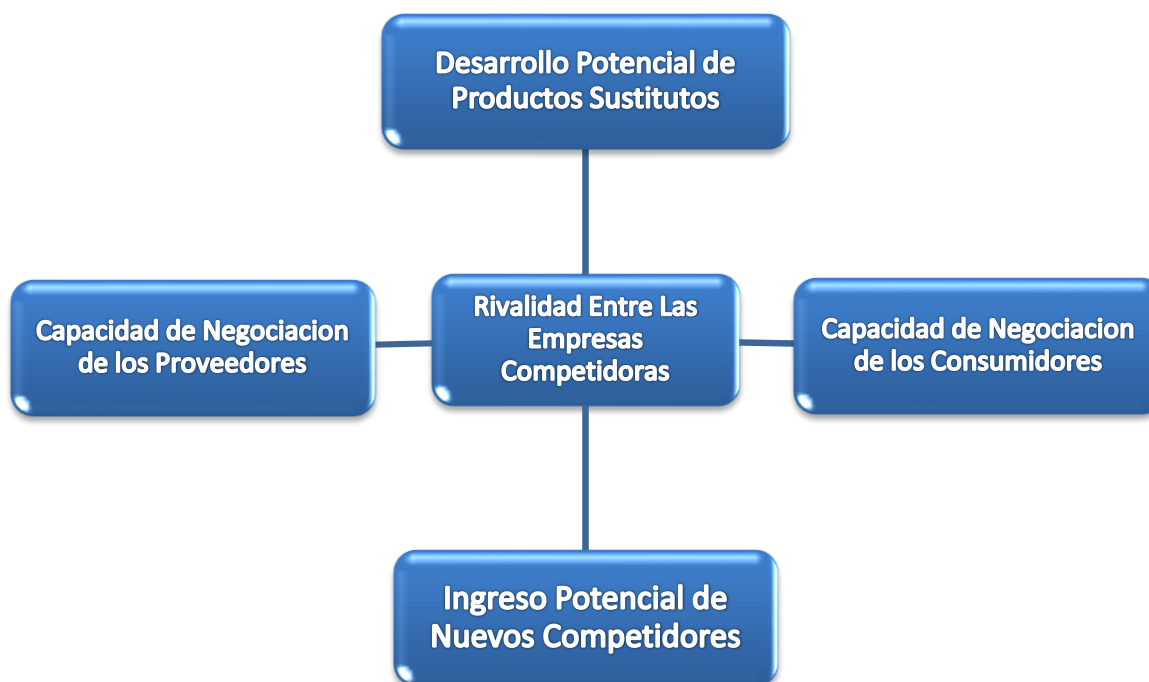 Desarrollo Potencial de
Productos Sustitutos
Capacidad de Negociacion
de los Proveedores
Rivalidad Entre Las
Empresas
Competidoras
Capacidad de Negociacion
de los Consumidores
Ingreso Potencial de
Nuevos Competidores